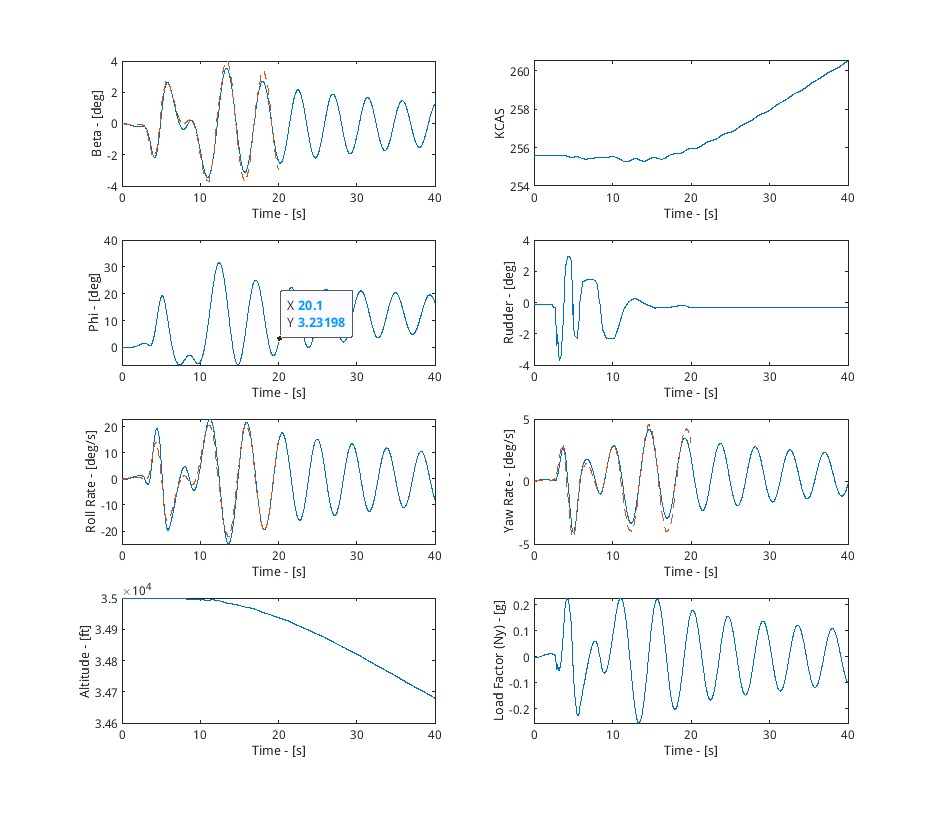 4
2
0
-2
-4
Beta - [deg]
0 10 20 30 40
Time - [s]
260
258
256
254
KCAS
0 10 20 30 40
Time - [s]
40
30
20
10
0
Phi - [deg]
X 20.1
Y 3.23198
0 10 20 30 40
Time - [s]
4
2
0
-2
-4
Rudder - [deg]
0 10 20 30 40
Time - [s]
20
10
0
-10
-20
Roll Rate - [deg/s]
0 10 20 30 40
Time - [s]
5
0
-5
Yaw Rate - [deg/s]
0 10 20 30 40
Time - [s]
×10⁴
3.5
3.49
3.48
3.47
3.46
Altitude - [ft]
0 10 20 30 40
Time - [s]
0.2
0.1
0
-0.1
-0.2
Load Factor (Ny) - [g]
0 10 20 30 40
Time - [s]